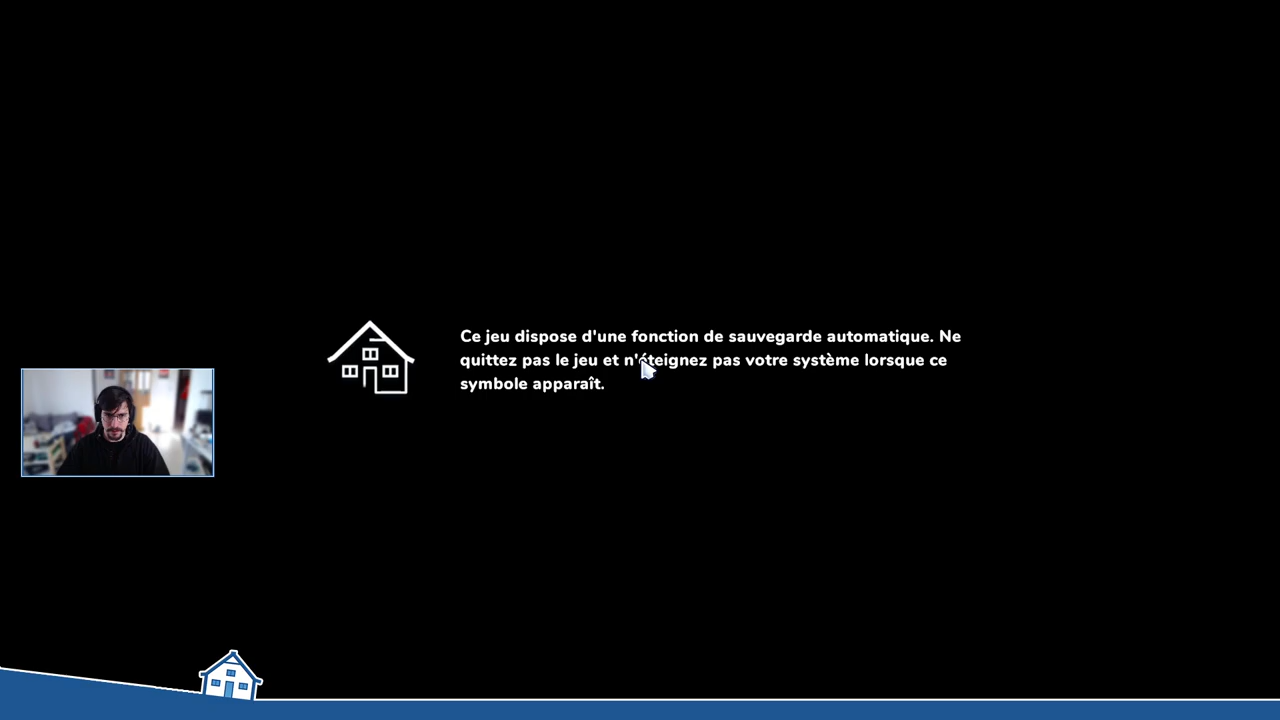 Ce jeu dispose d'une fonction de sauvegarde automatique. Ne
quittez pas le jeu et n'éteignez pas votre système lorsque ce
symbole apparaît.